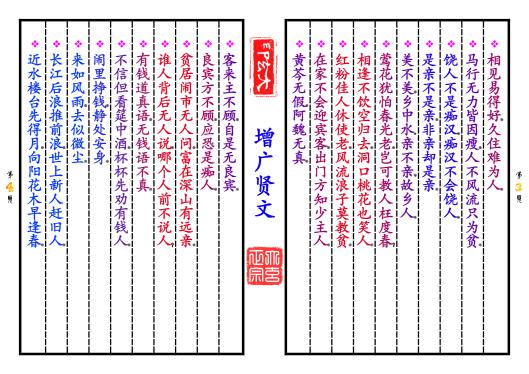 相见易得好,久住难为人。
马行无力皆因瘦,人不风流只为贫。
饶人不是痴汉,痴汉不会饶人。
是亲不是亲,非亲却是亲。
美不美,乡中水,亲不亲,故乡人。
莺花犹怕春光老,岂可教人枉度春。
相逢不饮空归去,洞口桃花也笑人。
红粉佳人休使老,风流浪子莫教贫。
在家不会迎宾客,出门方知少主人。
黄芩无假,阿魏无真。
第3页
增广贤文
客来主不顾,自是无良宾。
良宾方不顾,应恐是痴人。
贫居闹市无人问,富在深山有远亲。
谁人背后无人说,哪个人前不说人。
有钱道真语,无钱语不真。
不信但看筵中酒,杯杯先劝有钱人。
闹里挣钱,静处安身。
来如风雨,去似微尘。
长江后浪推前浪,世上新人赶旧人。
近水楼台先得月,向阳花木早逢春。
第4页